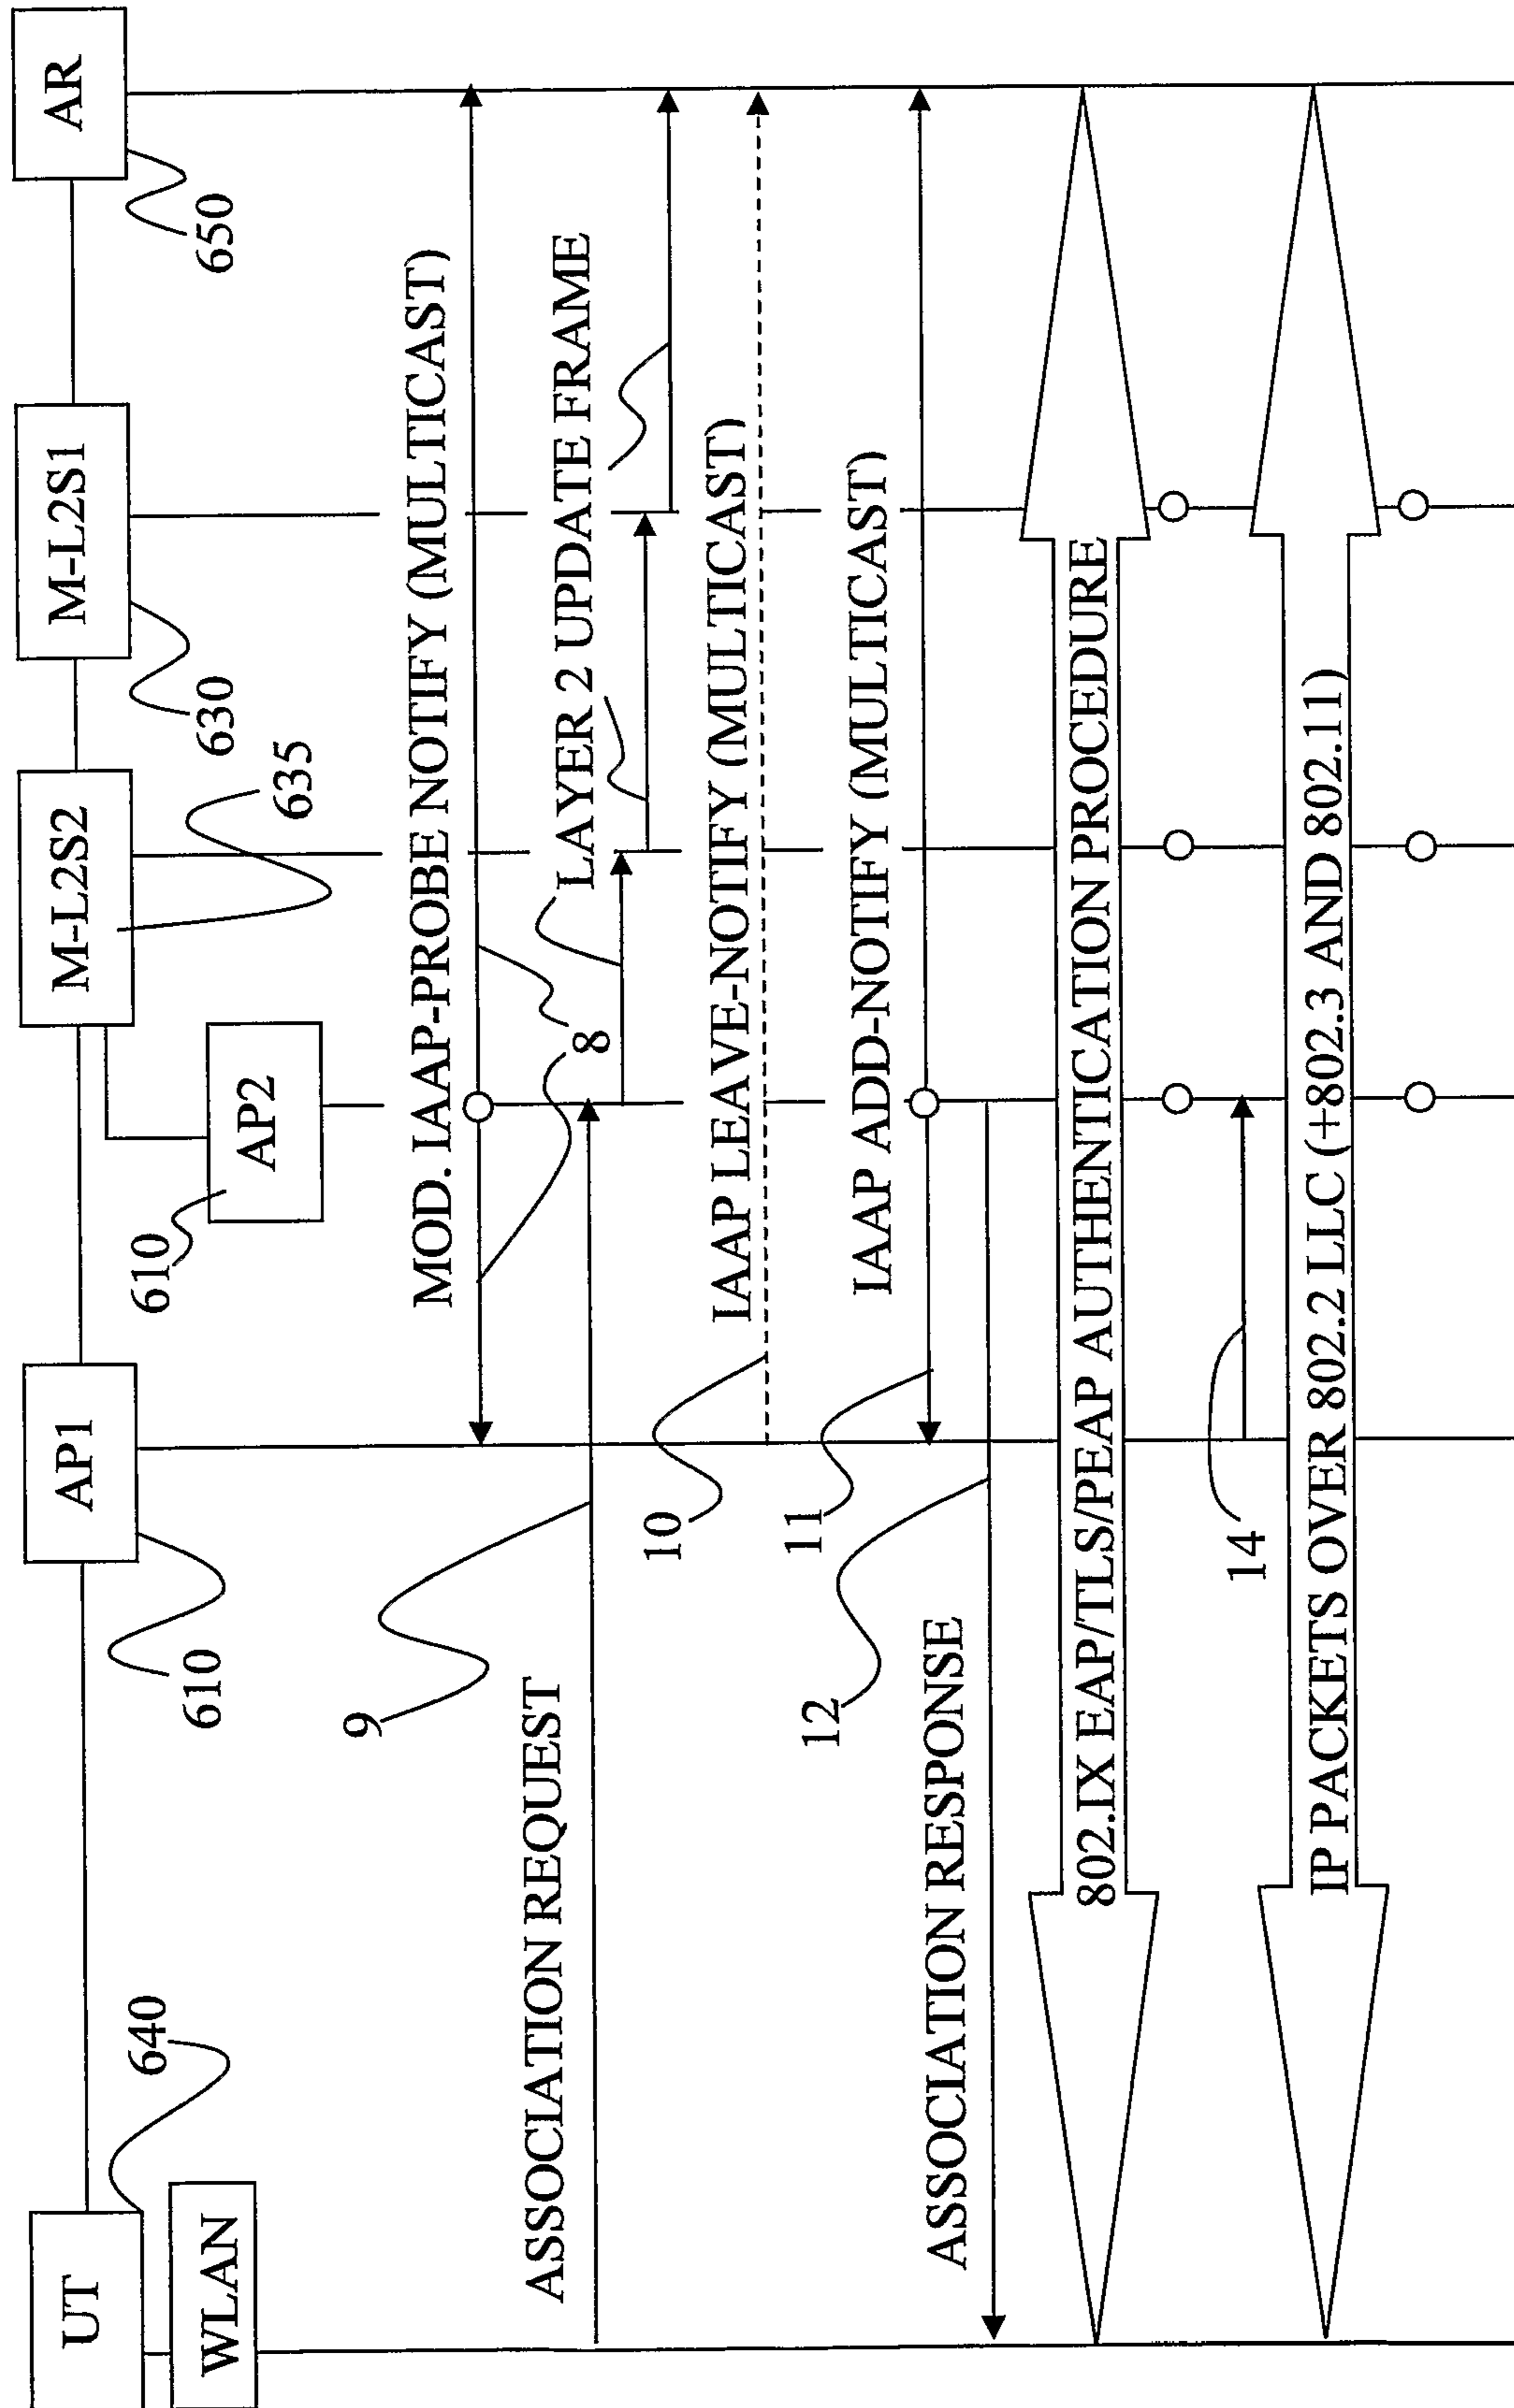 UT
WLAN
640
AP1
610
AP2
610
M-L2S2
635
M-L2S1
630
AR
650
MOD. IAAP-PROBE NOTIFY (MULTICAST)
8
9
ASSOCIATION REQUEST
LAYER 2 UPDATE FRAME
10
IAAP LEAVE-NOTIFY (MULTICAST)
11
IAAP ADD-NOTIFY (MULTICAST)
12
ASSOCIATION RESPONSE
802.IX EAP/TLS/PEAP AUTHENTICATION PROCEDURE
14
IP PACKETS OVER 802.2 LLC (+802.3 AND 802.11)